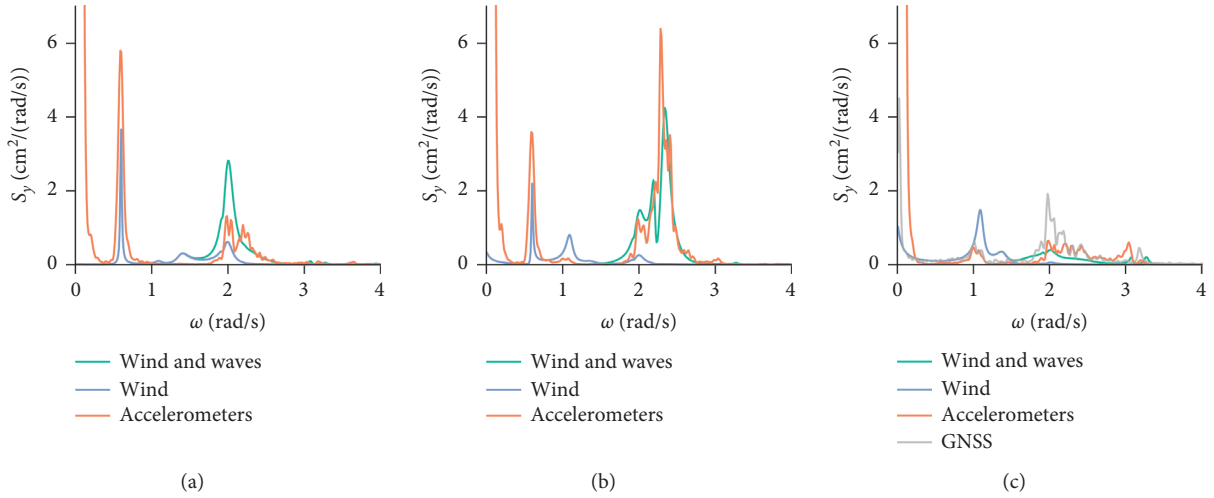 6
4
2
0
S_y (cm²/(rad/s))
0 1 2 3 4
ω (rad/s)
Wind and waves
Wind
Accelerometers
(a)
6
4
2
0
S_y (cm²/(rad/s))
0 1 2 3 4
ω (rad/s)
Wind and waves
Wind
Accelerometers
(b)
6
4
2
0
S_y (cm²/(rad/s))
0 1 2 3 4
ω (rad/s)
Wind and waves
Wind
Accelerometers
GNSS
(c)